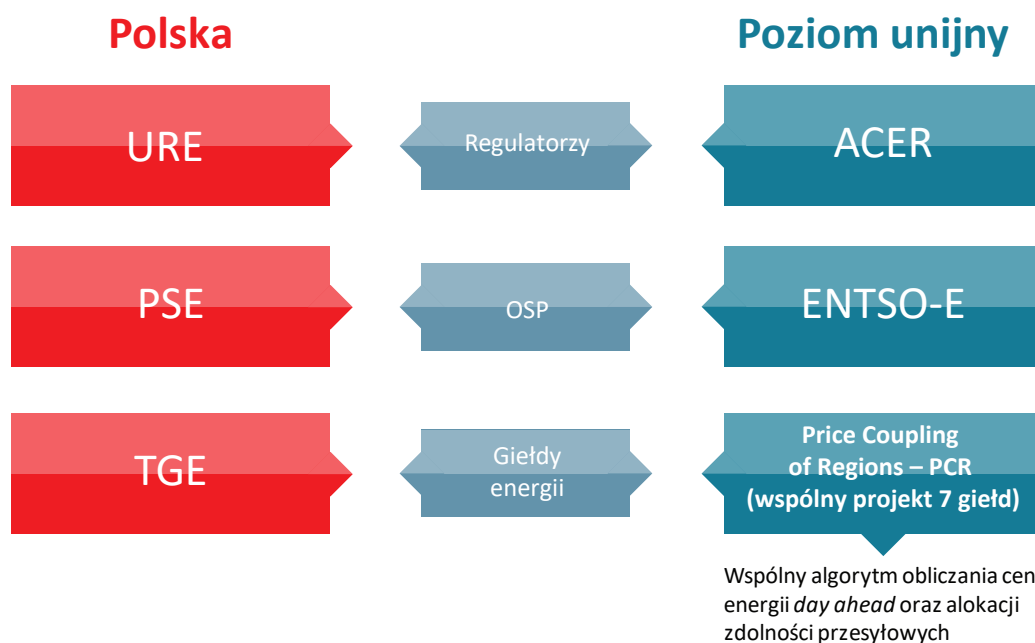 Polska
Poziom unijny
URE
Regulatorzy
ACER
PSE
OSP
ENTSO-E
TGE
Giełdy
energii
Price Coupling
of Regions – PCR
(wspólny projekt 7 giełd)
Wspólny algorytm obliczania cen
energii day ahead oraz alokacji
zdolności przesyłowych